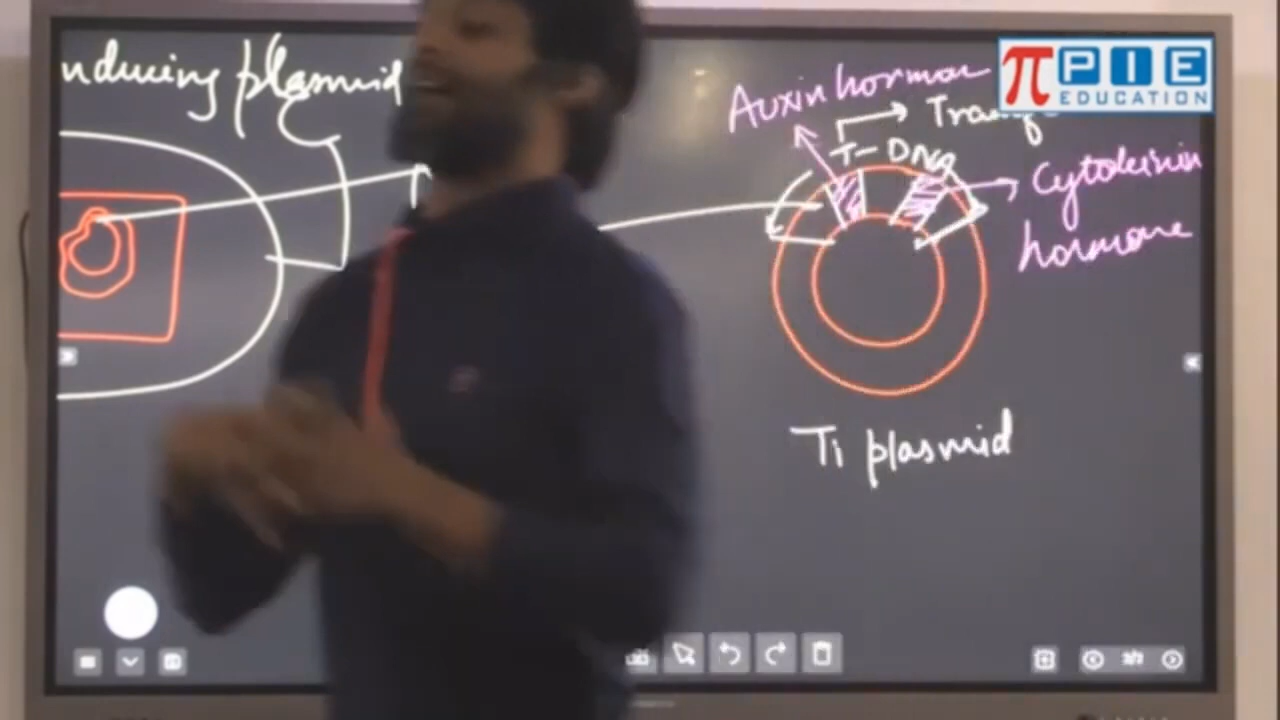 nducing plasmid
Auxin hormone
PIE
EDUCATION
T-DNA
Cytokinin
hormone
Ti plasmid